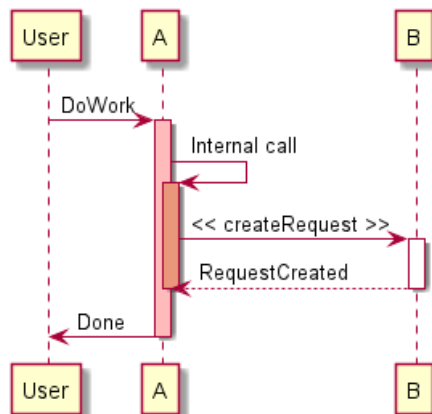 User A B
DoWork
Internal call
<< createRequest >>
RequestCreated
Done
User A B